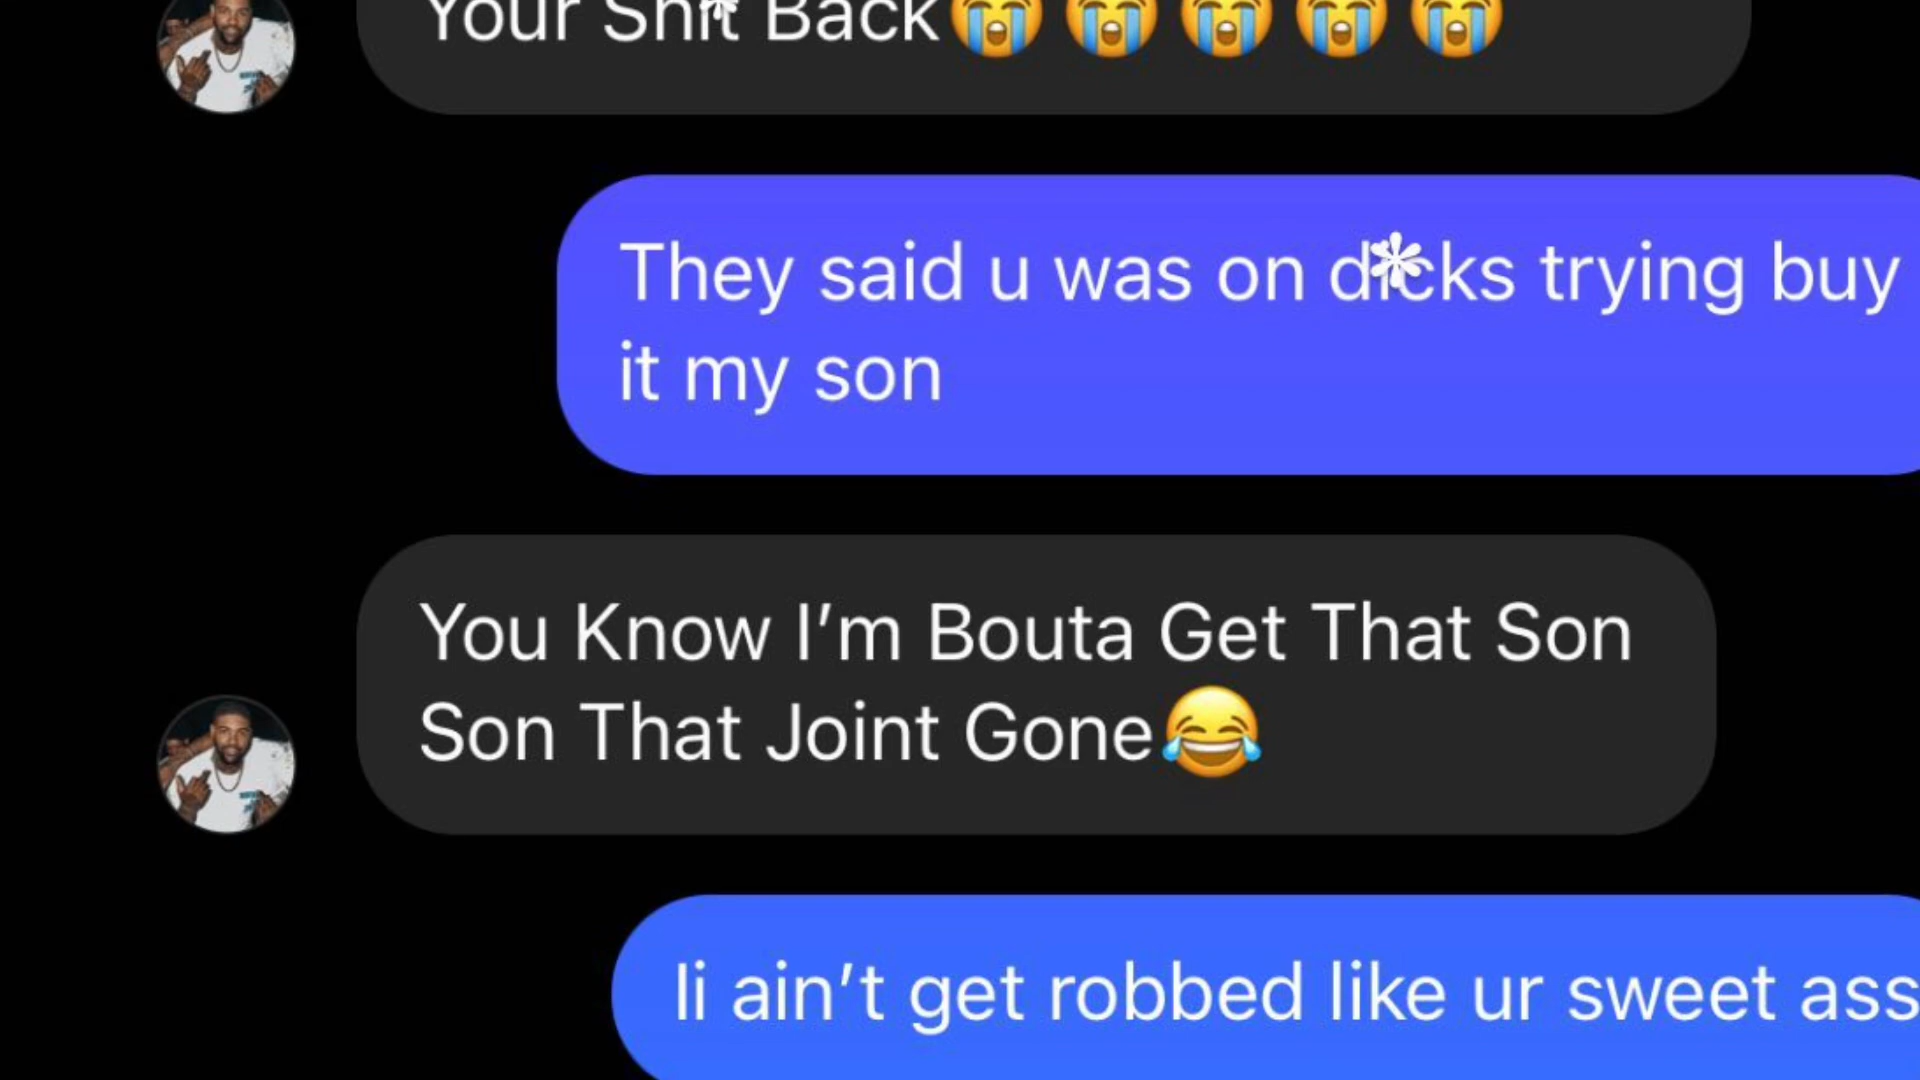 Your Shit Back😭😭😭😭😭
They said u was on d*cks trying buy
it my son
You Know I’m Bouta Get That Son
Son That Joint Gone😂
Ii ain’t get robbed like ur sweet ass